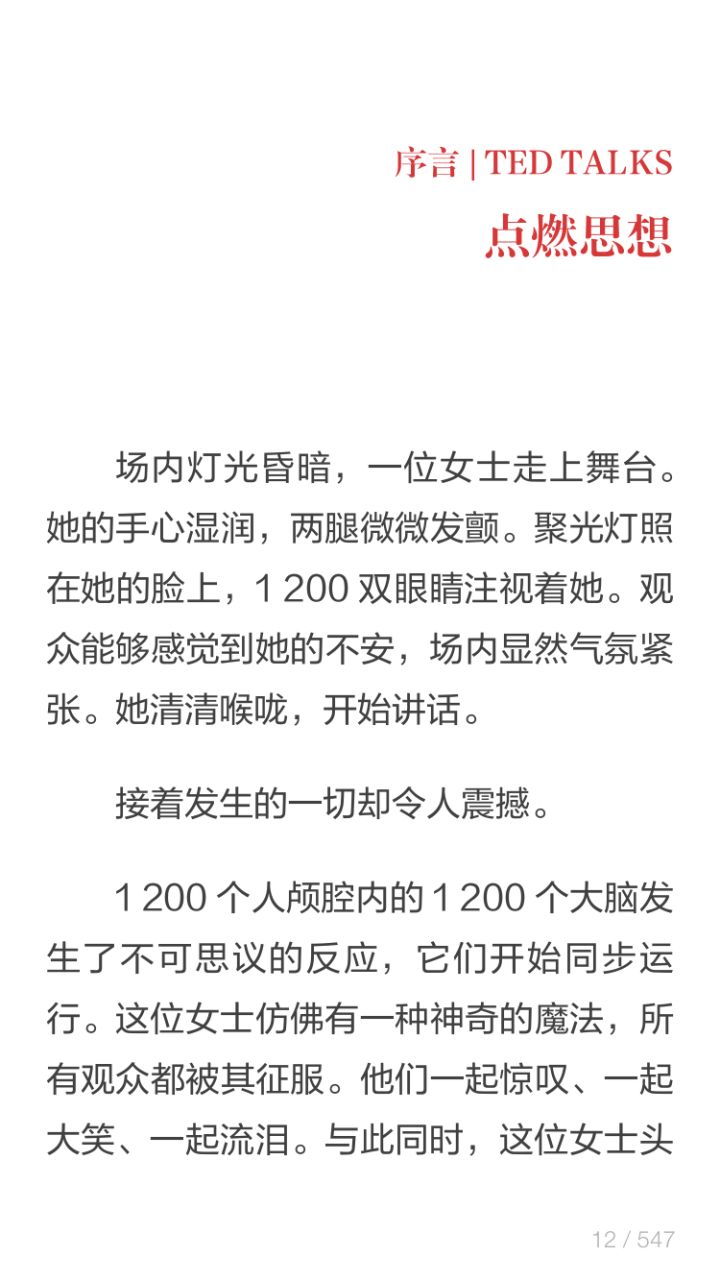 序言 | TED TALKS
点燃思想
场内灯光昏暗，一位女士走上舞台。
她的手心湿润，两腿微微发颤。聚光灯照
在她的脸上，1 200 双眼睛注视着她。观
众能够感觉到她的不安，场内显然气氛紧
张。她清清喉咙，开始讲话。
接着发生的一切却令人震撼。
1 200 个人颅腔内的 1 200 个大脑发
生了不可思议的反应，它们开始同步运
行。这位女士仿佛有一种神奇的魔法，所
有观众都被其征服。他们一起惊叹、一起
大笑、一起流泪。与此同时，这位女士头
12 / 547